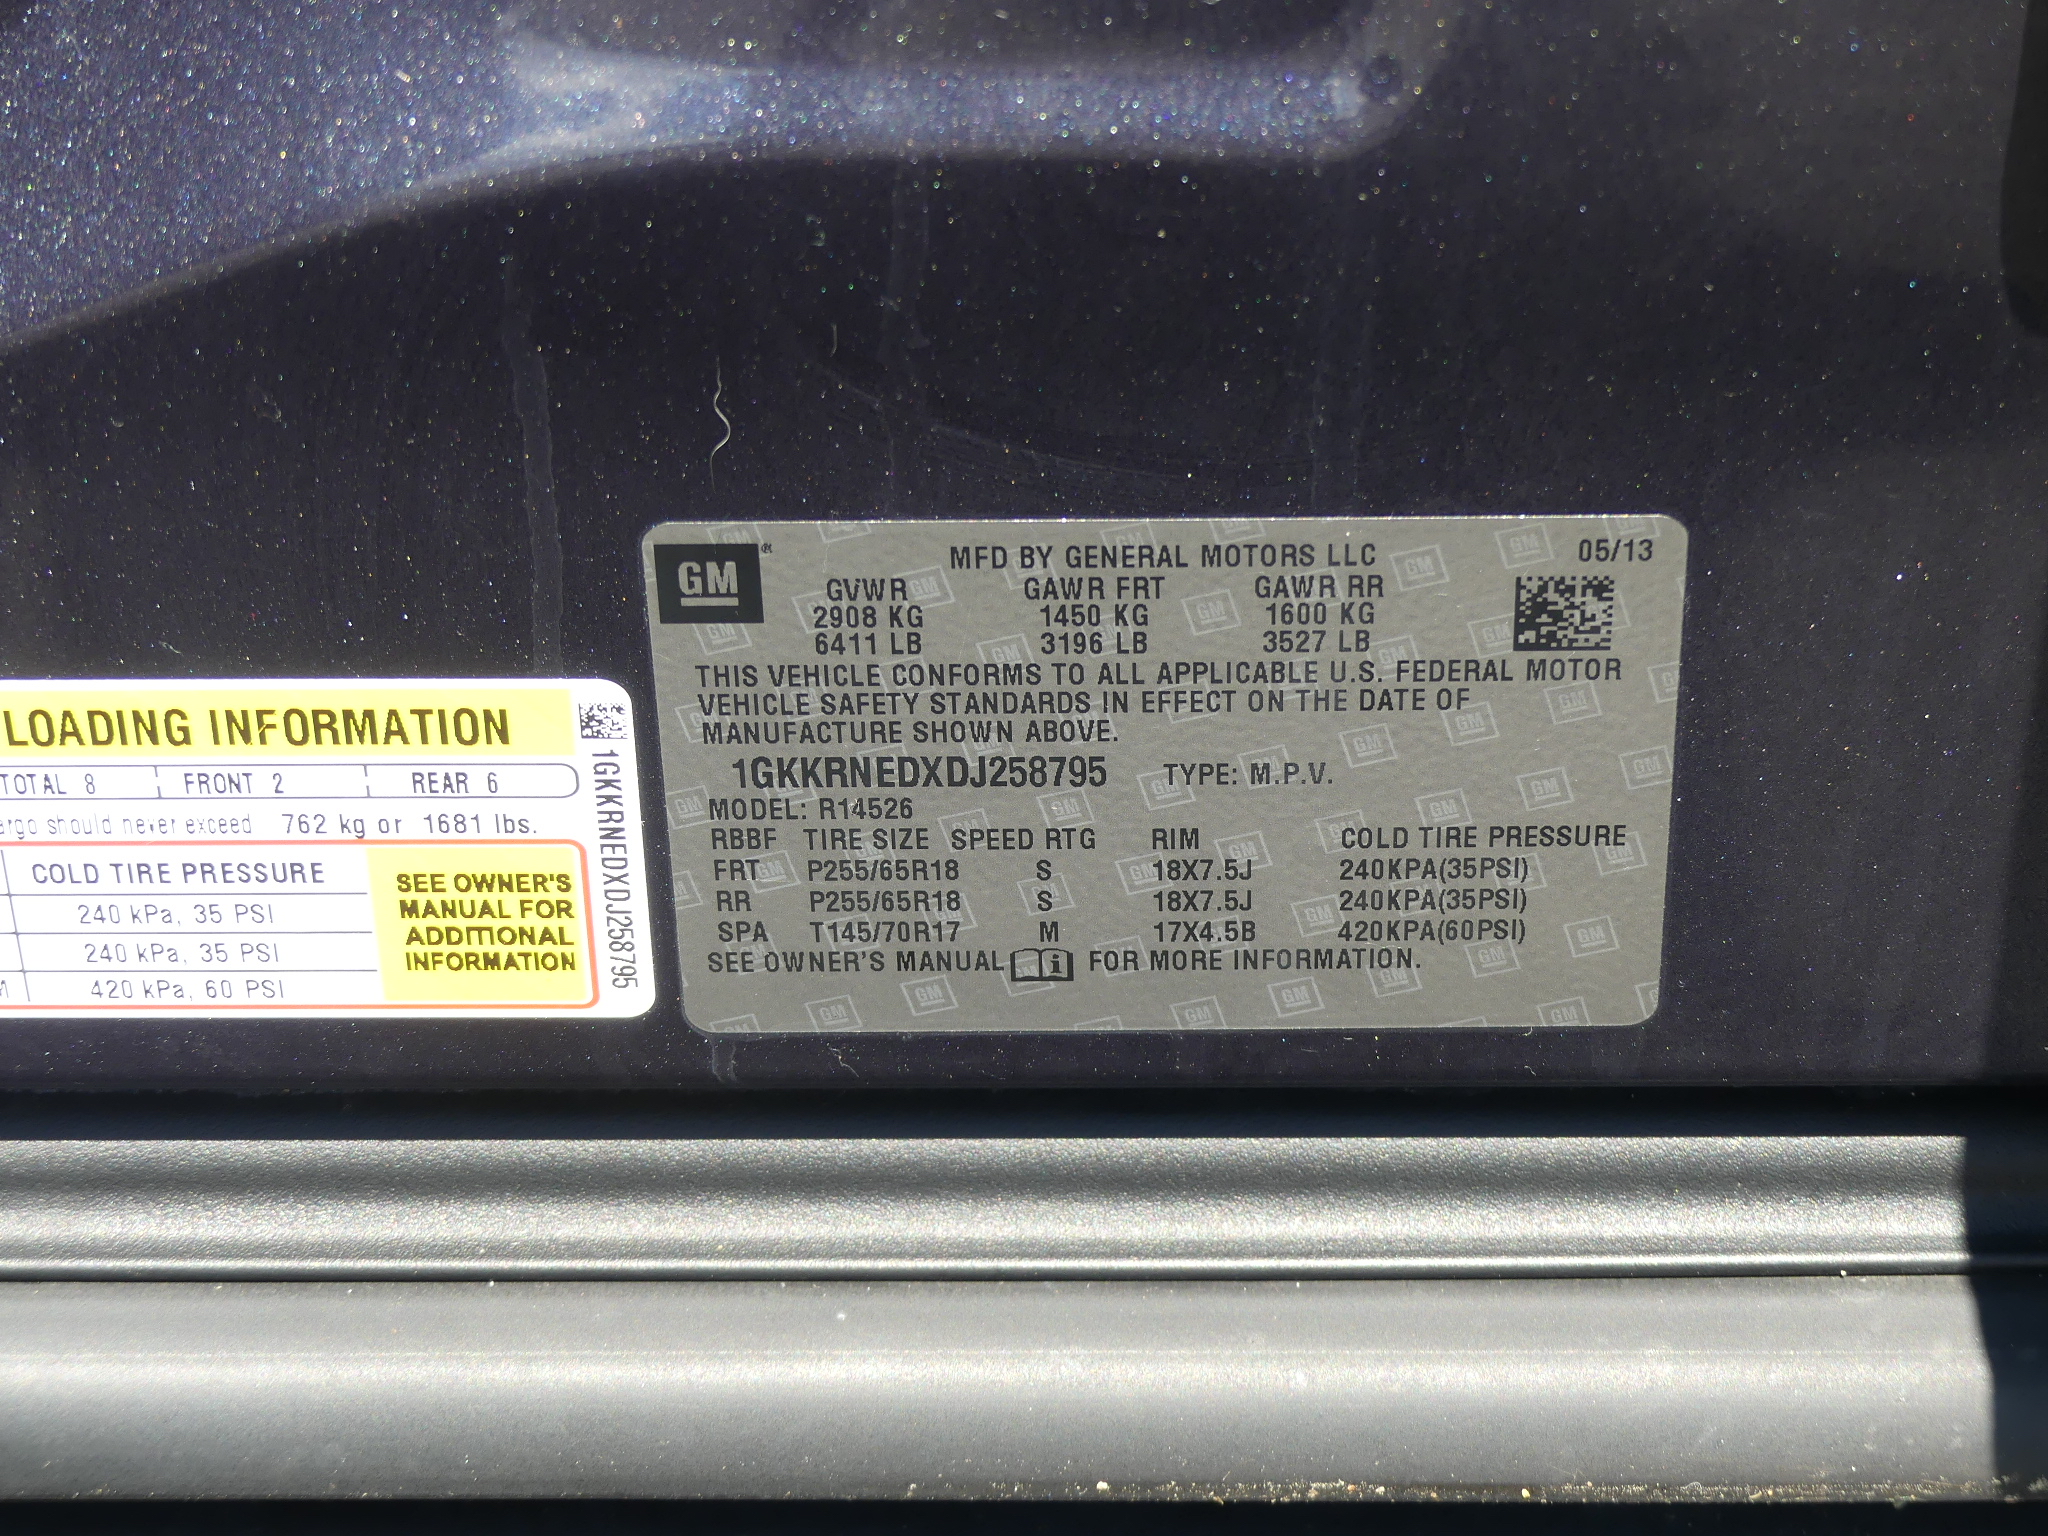 GM ®
MFD BY GENERAL MOTORS LLC 05/13
GVWR GAWR FRT GAWR RR
2908 KG 1450 KG 1600 KG
6411 LB 3196 LB 3527 LB
THIS VEHICLE CONFORMS TO ALL APPLICABLE U.S. FEDERAL MOTOR
VEHICLE SAFETY STANDARDS IN EFFECT ON THE DATE OF
MANUFACTURE SHOWN ABOVE.
1GKKRNEDXDJ258795 TYPE: M.P.V.
MODEL: R14526
RBBF TIRE SIZE SPEED RTG RIM COLD TIRE PRESSURE
FRT P255/65R18 S 18X7.5J 240KPA(35PSI)
RR P255/65R18 S 18X7.5J 240KPA(35PSI)
SPA T145/70R17 M 17X4.5B 420KPA(60PSI)
SEE OWNER'S MANUAL FOR MORE INFORMATION.
LOADING INFORMATION
TOTAL 8 FRONT 2 REAR 6
should never exceed 762 kg or 1681 lbs.
COLD TIRE PRESSURE
240 kPa, 35 PSI
240 kPa, 35 PSI
420 kPa, 60 PSI
SEE OWNER'S
MANUAL FOR
ADDITIONAL
INFORMATION
1GKKRNEDXDJ258795